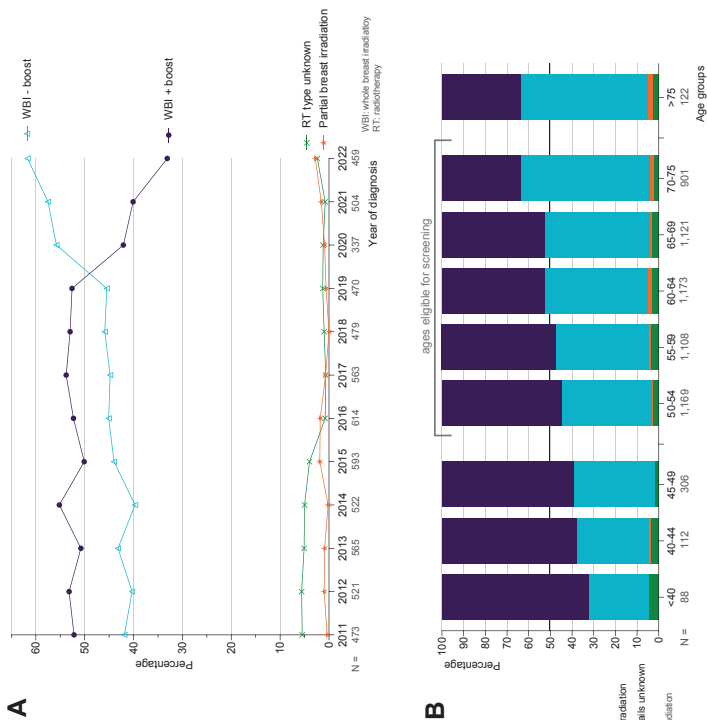 A
Percentage
60
50
40
30
20
10
0
2011 2012 2013 2014 2015 2016 2017 2018 2019 2020 2021 2022
N = 473 521 565 522 593 614 563 479 470 337 504 459
Year of diagnosis
WBI - boost
WBI + boost
RT type unknown
Partial breast irradiation
WBI: whole breast irradiatioy
RT: radiotherapy
B
Percentage
100
90
80
70
60
50
40
30
20
10
0
ages eligible for screening
<40 40-44 45-49 50-54 55-59 60-64 65-69 70-75 >75
N = 88 112 306 1,169 1,108 1,173 1,121 901 122
Age groups
radiation
ails unknown
diation